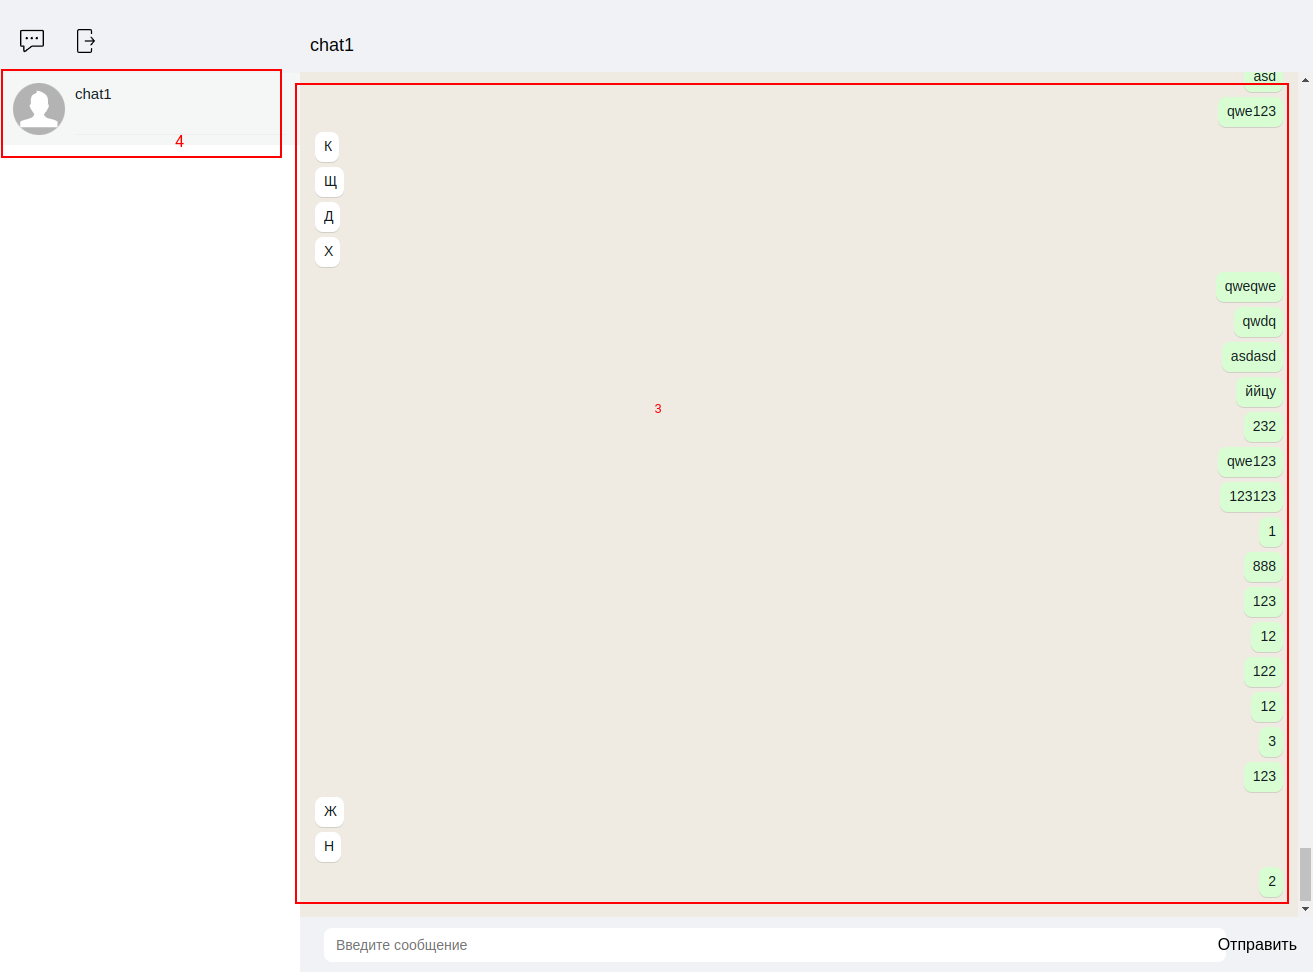 chat1
chat1
4
asd
qwe123
К
Щ
Д
Х
qweqwe
qwdq
asdasd
ййцу
3
232
qwe123
123123
1
888
123
12
122
12
3
123
Ж
Н
2
Введите сообщение
Отправить